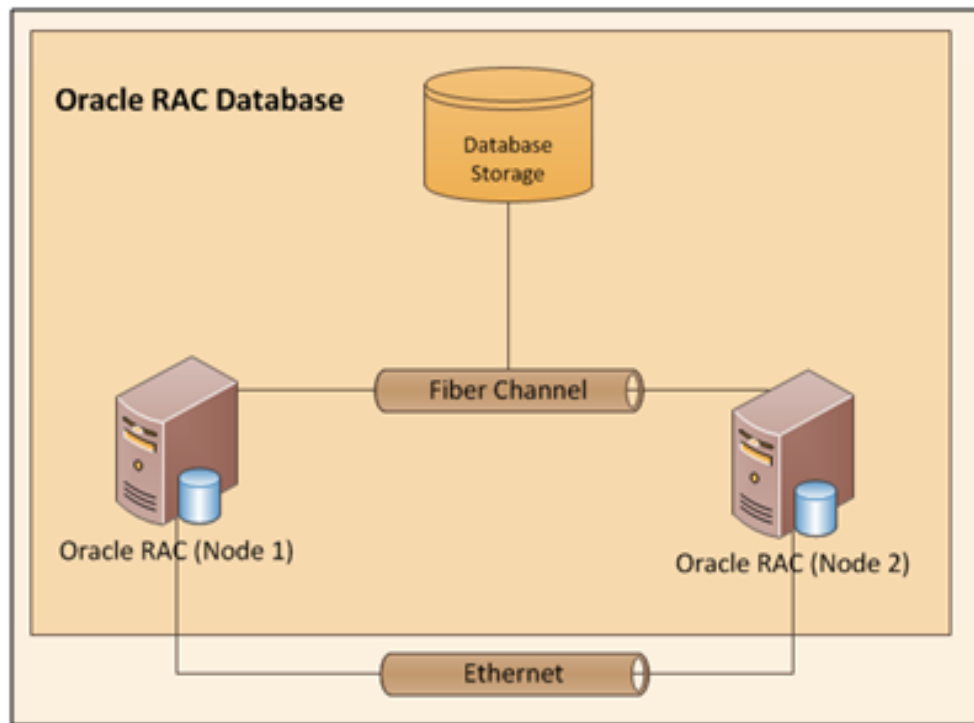 Oracle RAC Database
Database
Storage
Fiber Channel
Oracle RAC (Node 1)
Oracle RAC (Node 2)
Ethernet